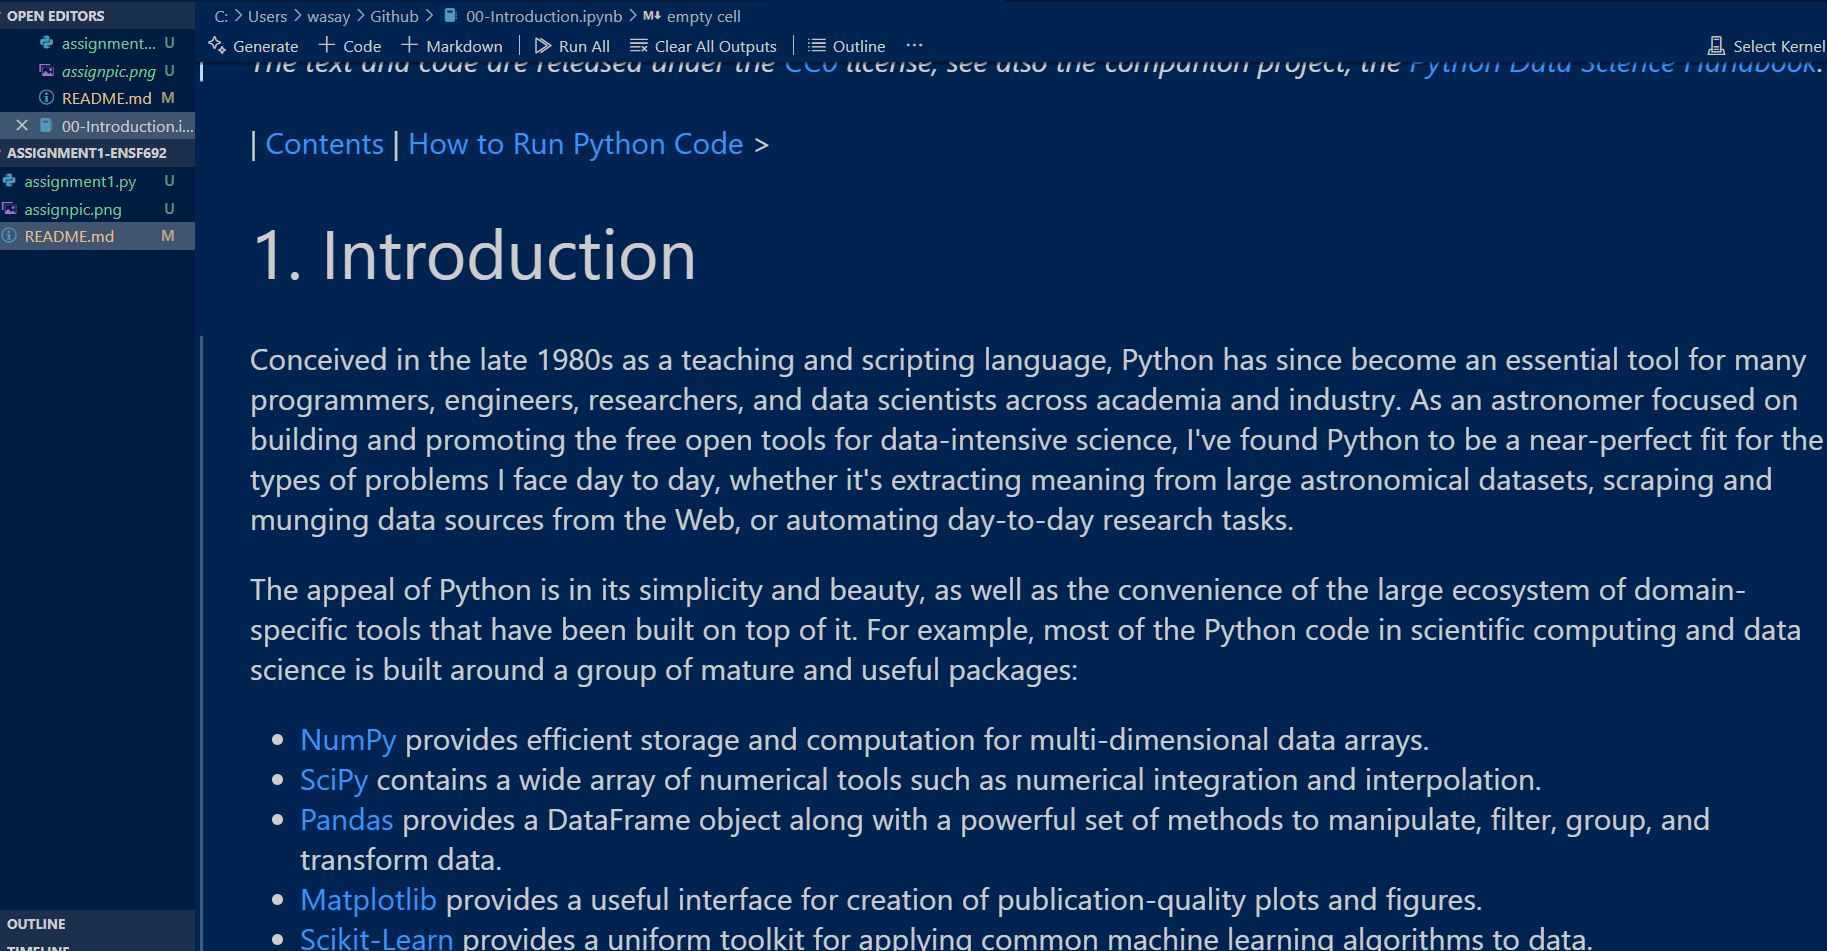 OPEN EDITORS
assignment... U
assignpic.png U
README.md M
00-Introduction.i...
ASSIGNMENT1-ENSF692
assignment1.py U
assignpic.png U
README.md M
OUTLINE
TIMELINE
C: > Users > wasay > Github > 00-Introduction.ipynb > M↓ empty cell
Generate + Code + Markdown | Run All Clear All Outputs | Outline ... Select Kernel
The text and code are released under the CC0 license; see also the companion project, the Python Data Science Handbook.
| Contents | How to Run Python Code >
1. Introduction
Conceived in the late 1980s as a teaching and scripting language, Python has since become an essential tool for many
programmers, engineers, researchers, and data scientists across academia and industry. As an astronomer focused on
building and promoting the free open tools for data-intensive science, I've found Python to be a near-perfect fit for the
types of problems I face day to day, whether it's extracting meaning from large astronomical datasets, scraping and
munging data sources from the Web, or automating day-to-day research tasks.
The appeal of Python is in its simplicity and beauty, as well as the convenience of the large ecosystem of domain-
specific tools that have been built on top of it. For example, most of the Python code in scientific computing and data
science is built around a group of mature and useful packages:
• NumPy provides efficient storage and computation for multi-dimensional data arrays.
• SciPy contains a wide array of numerical tools such as numerical integration and interpolation.
• Pandas provides a DataFrame object along with a powerful set of methods to manipulate, filter, group, and
transform data.
• Matplotlib provides a useful interface for creation of publication-quality plots and figures.
• Scikit-Learn provides a uniform toolkit for applying common machine learning algorithms to data.